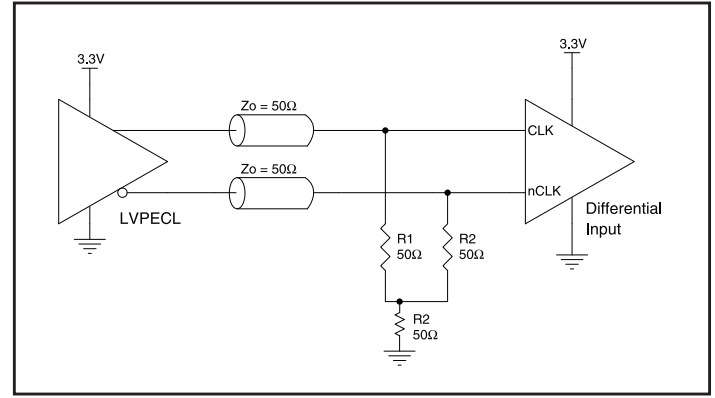 3.3V
3.3V
Zo = 50Ω
CLK
Zo = 50Ω
nCLK
LVPECL
Differential
Input
R1
50Ω
R2
50Ω
R2
50Ω